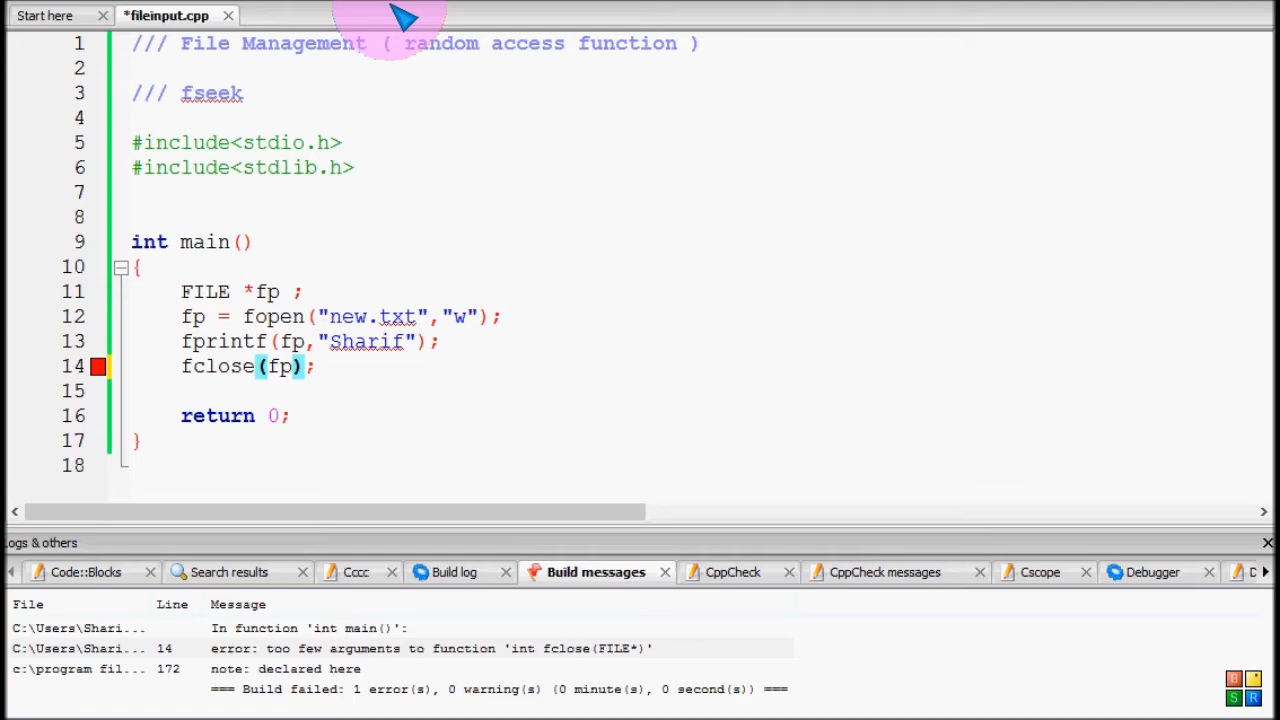 Start here *fileinput.cpp
1 /// File Management ( random access function )
2
3 /// fseek
4
5 #include<stdio.h>
6 #include<stdlib.h>
7
8
9 int main()
10 {
11 FILE *fp ;
12 fp = fopen("new.txt","w");
13 fprintf(fp,"Sharif");
14 fclose(fp);
15
16 return 0;
17 }
18
ogs & others
Code::Blocks Search results Cccc Build log Build messages CppCheck CppCheck messages Cscope Debugger D
File Line Message
C:\Users\Shari... In function 'int main()':
C:\Users\Shari... 14 error: too few arguments to function 'int fclose(FILE*)'
c:\program fil... 172 note: declared here
=== Build failed: 1 error(s), 0 warning(s) (0 minute(s), 0 second(s)) ===
B
S R